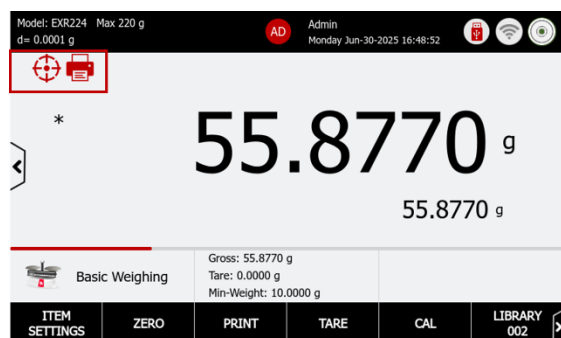 Model: EXR224 Max 220 g
d= 0.0001 g
AD
Admin
Monday Jun-30-2025 16:48:52
*
55.8770 g
55.8770 g
Basic Weighing
Gross: 55.8770 g
Tare: 0.0000 g
Min-Weight: 10.0000 g
ITEM
SETTINGS
ZERO
PRINT
TARE
CAL
LIBRARY
002